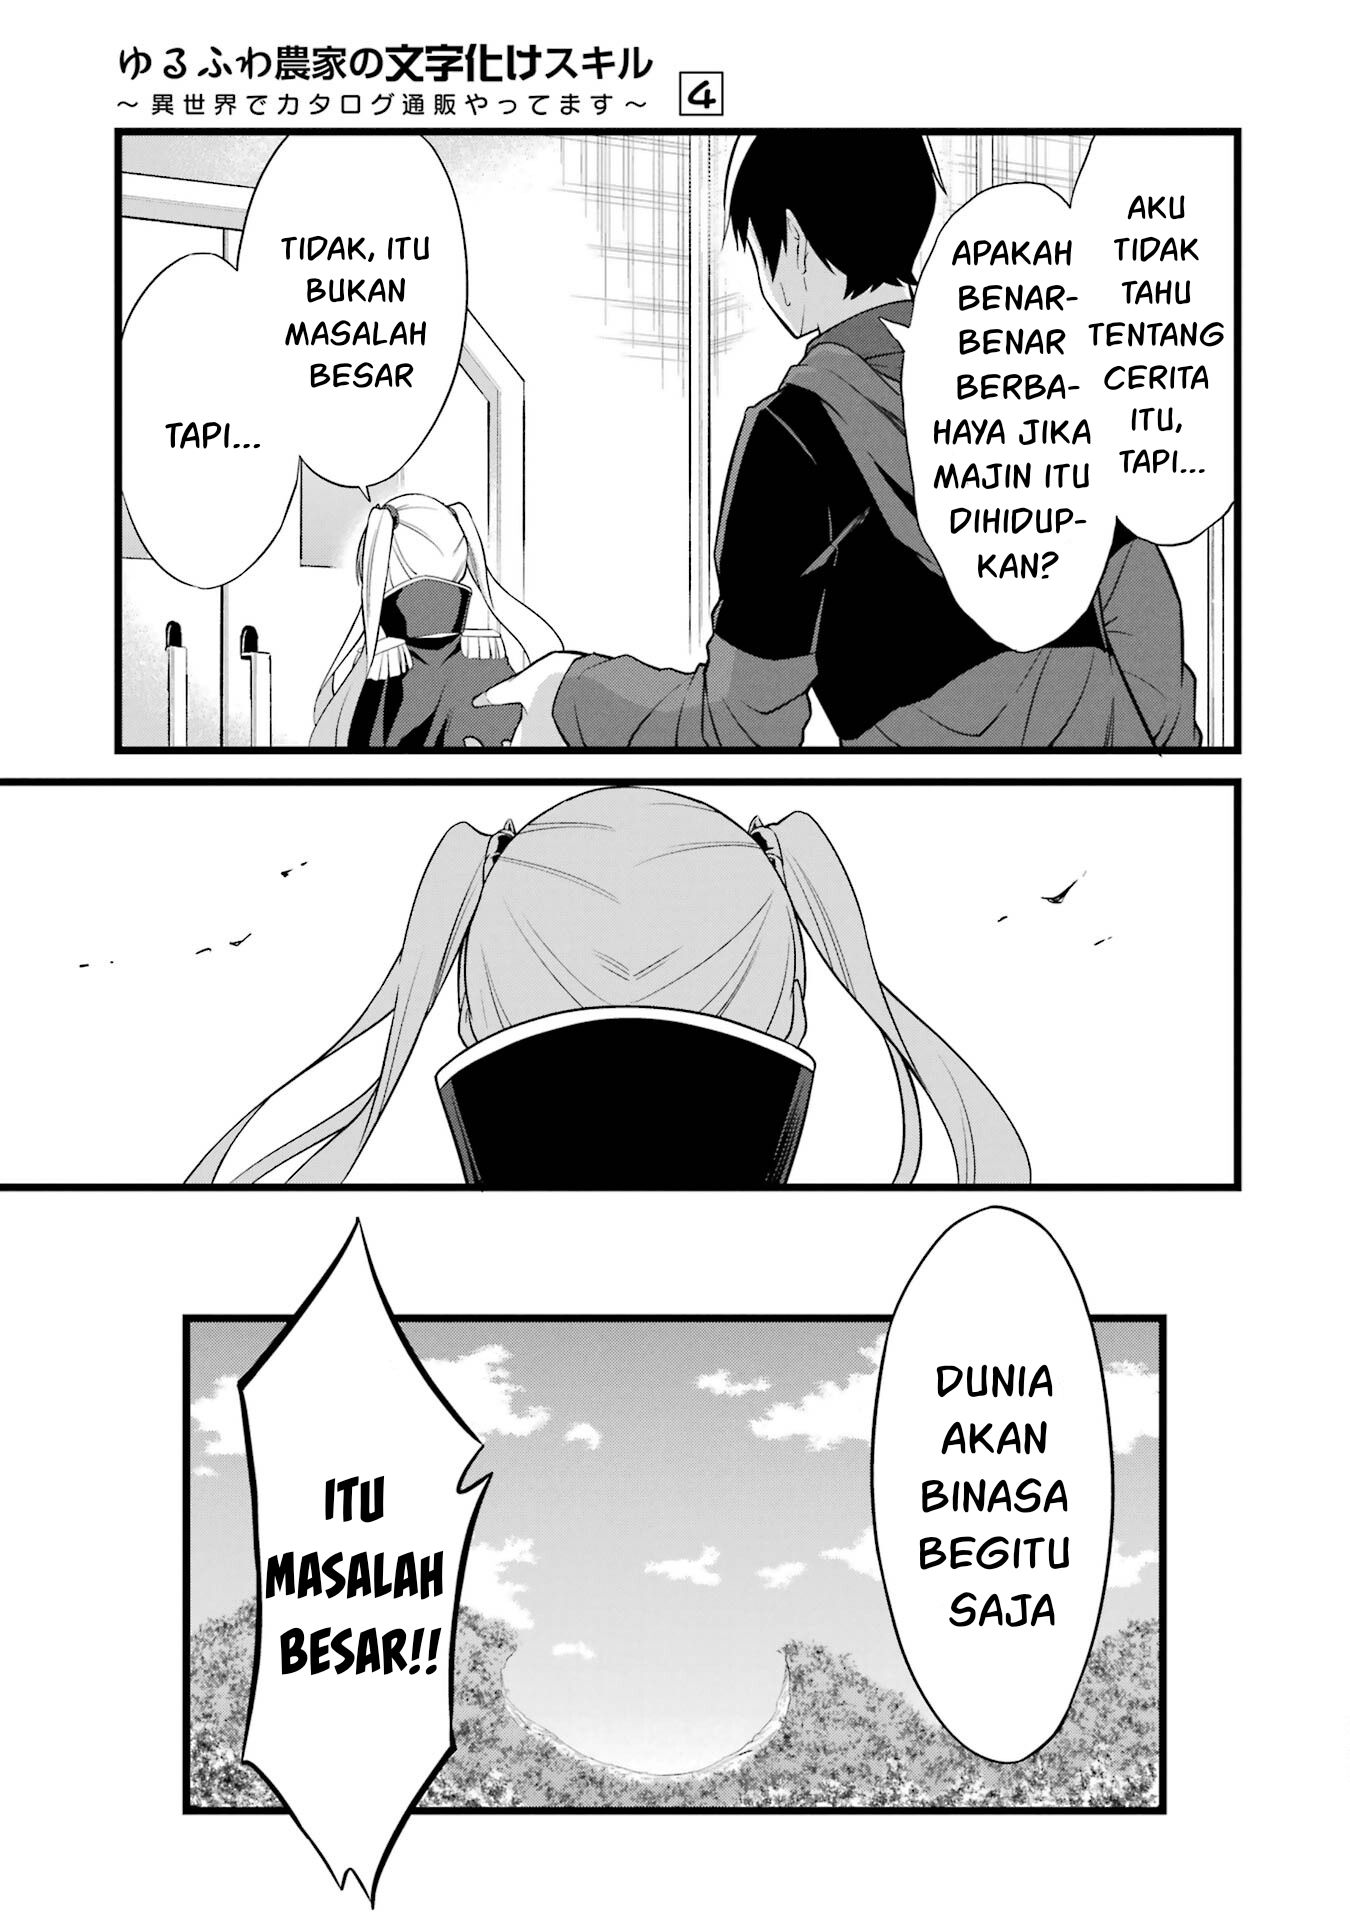 ゆるふわ農家の文字化けスキル
～異世界でカタログ通販やってます～ 4
AKU
TIDAK
TAHU
TENTANG
CERITA
ITU,
TAPI...
APAKAH
BENAR-
BENAR
BERBA-
HAYA JIKA
MAJIN ITU
DIHIDUP-
KAN?
TIDAK, ITU
BUKAN
MASALAH
BESAR
TAPI...
DUNIA
AKAN
BINASA
BEGITU
SAJA
ITU
MASALAH
BESAR!!